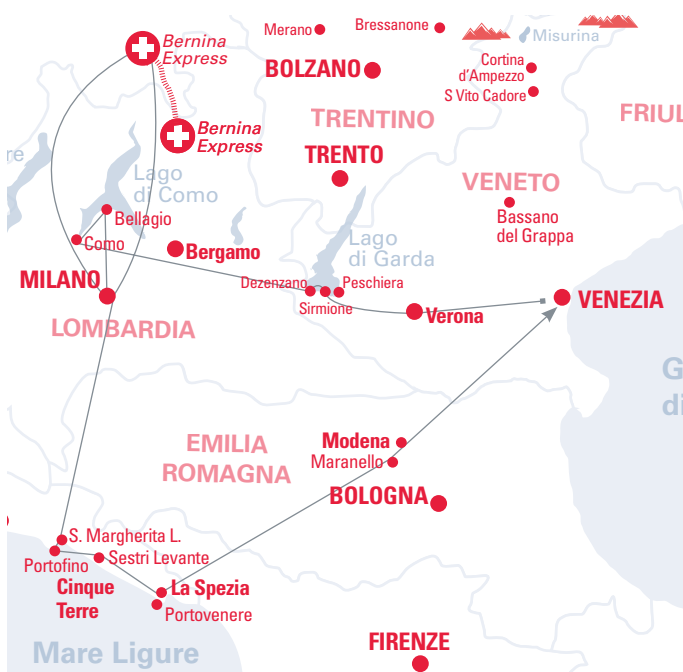 Merano
Bressanone
Misurina
Bernina
Express
BOLZANO
Cortina
d'Ampezzo
S Vito Cadore
TRENTINO
FRIUL
Bernina
Express
TRENTO
re
Lago
di Como
VENETO
Bassano
del Grappa
Bellagio
Como
Bergamo
Lago
di Garda
MILANO
Dezenzano
Peschiera
Sirmione
Verona
VENEZIA
LOMBARDIA
G
di
EMILIA
ROMAGNA
Modena
Maranello
BOLOGNA
S. Margherita L.
Portofino
Sestri Levante
Cinque
Terre
La Spezia
Portovenere
Mare Ligure
FIRENZE